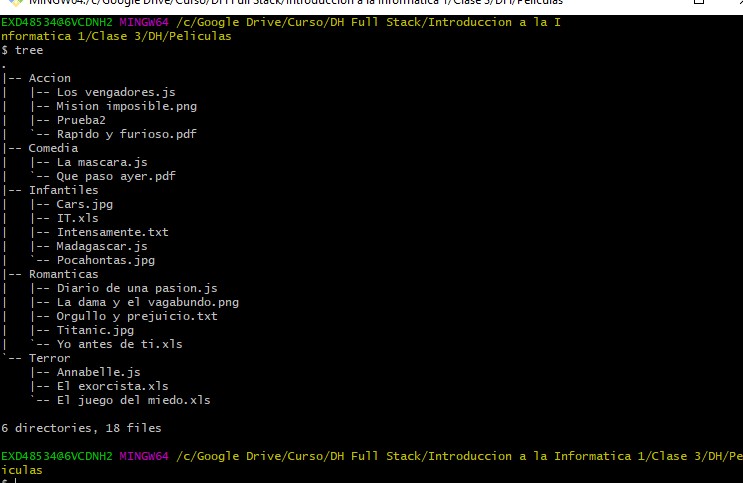 MINGW64:/c/Google Drive/Curso/DH Full Stack/Introduccion a la Informatica 1/Clase 3/DH/Peliculas
EXD48534@6VCDNH2 MINGW64 /c/Google Drive/Curso/DH Full Stack/Introduccion a la I
nformatica 1/Clase 3/DH/Peliculas
$ tree
.
|-- Accion
|   |-- Los vengadores.js
|   |-- Mision imposible.png
|   |-- Prueba2
|   `-- Rapido y furioso.pdf
|-- Comedia
|   |-- La mascara.js
|   `-- Que paso ayer.pdf
|-- Infantiles
|   |-- Cars.jpg
|   |-- IT.xls
|   |-- Intensamente.txt
|   |-- Madagascar.js
|   `-- Pocahontas.jpg
|-- Romanticas
|   |-- Diario de una pasion.js
|   |-- La dama y el vagabundo.png
|   |-- Orgullo y prejuicio.txt
|   |-- Titanic.jpg
|   `-- Yo antes de ti.xls
`-- Terror
    |-- Annabelle.js
    |-- El exorcista.xls
    `-- El juego del miedo.xls
6 directories, 18 files
EXD48534@6VCDNH2 MINGW64 /c/Google Drive/Curso/DH Full Stack/Introduccion a la Informatica 1/Clase 3/DH/Pe
iculas
$